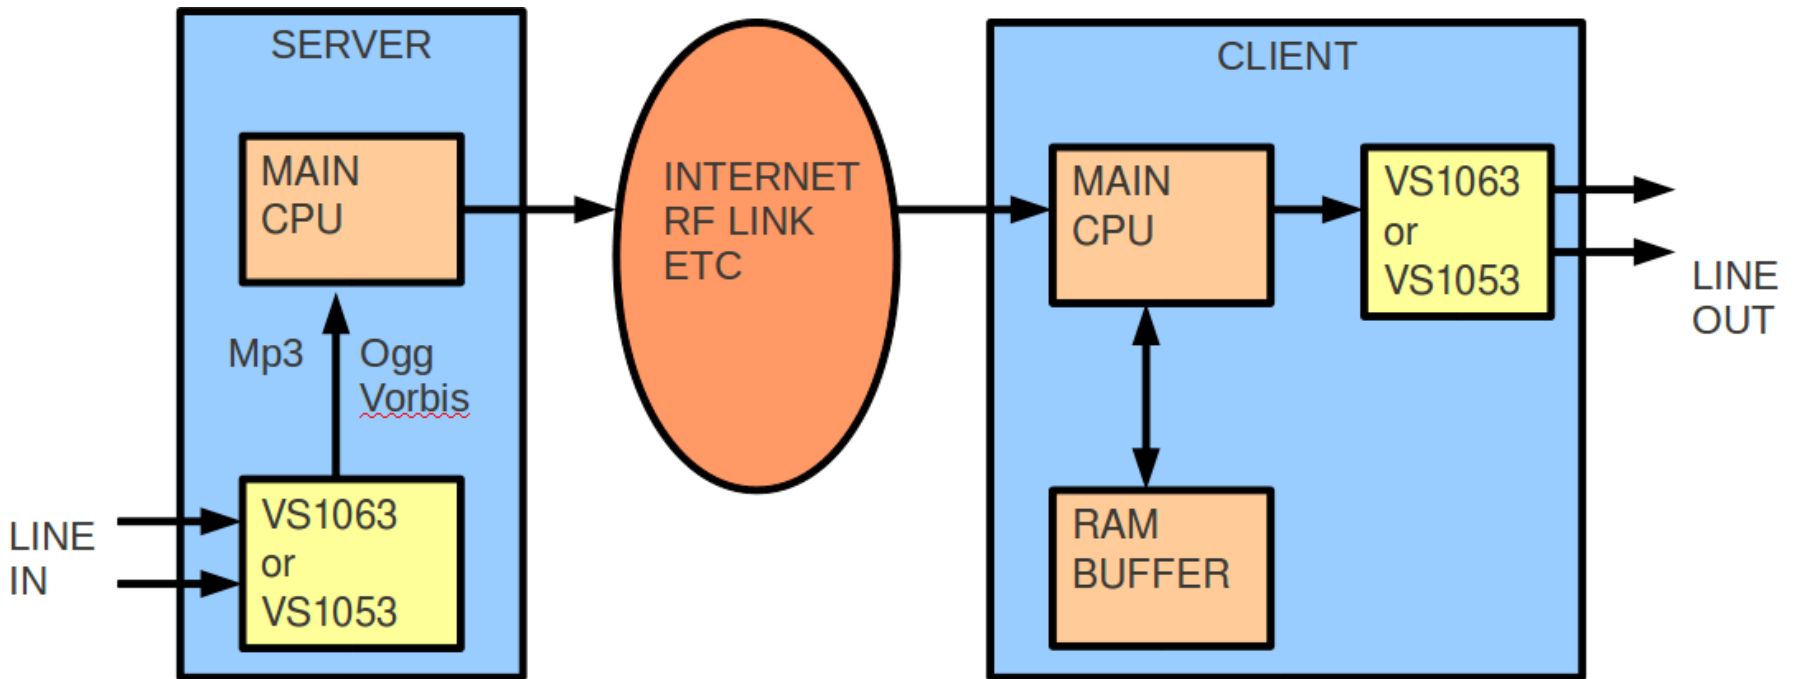 SERVER
MAIN
CPU
Mp3
Ogg
Vorbis
LINE
IN
VS1063
or
VS1053
INTERNET
RF LINK
ETC
CLIENT
MAIN
CPU
VS1063
or
VS1053
LINE
OUT
RAM
BUFFER